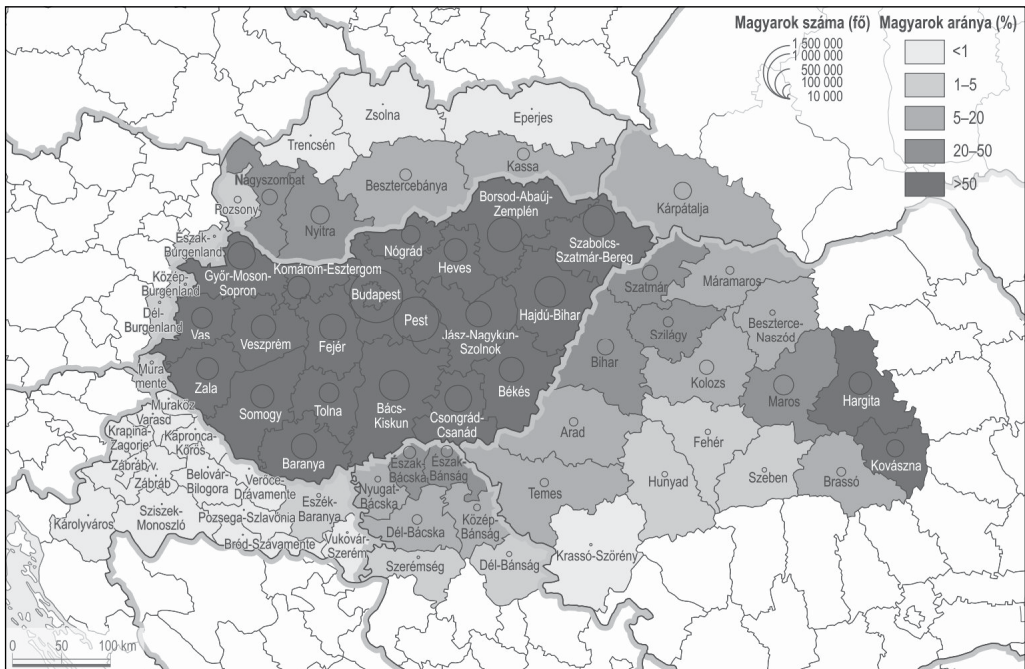 Magyarok száma (fő)
1 500 000
1 000 000
500 000
100 000
10 000
Magyarok aránya (%)
<1
1–5
5–20
20–50
>50
Zsolna
Trencsén
Eperjes
Nagyszombat
Pozsony
Nyitra
Besztercebánya
Kassa
Kárpátalja
Borsod-Abaúj-
Zemplén
Szabolcs-
Szatmár-Bereg
Nógrád
Heves
Észak-
Burgenland
Győr-Moson-
Sopron
Komárom-Esztergom
Budapest
Pest
Közép-
Burgenland
Dél-
Burgenland
Vas
Veszprém
Fejér
Jász-Nagykun-
Szolnok
Hajdú-Bihar
Szatmár
Máramaros
Szilágy
Beszterce-
Naszód
Bihar
Kolozs
Maros
Hargita
Kovászna
Mura
mente
Zala
Somogy
Tolna
Bács-
Kiskun
Csongrád-
Csanád
Békés
Baranya
Arad
Fehér
Hunyad
Szeben
Brassó
Temes
Krassó-Szörény
Muraköz
Varasd
Krapina-
Zagorje
Kapronca-
Kőrös
Zágráb v.
Zágráb
Belovár-
Bilogora
Verőce-
Drávamente
Eszék-
Baranya
Károlyváros
Sziszek-
Monoszló
Pozsega-Szlavónia
Bród-Szávamente
Vukovár-
Szerém
Észak-
Bácska
Észak-
Bánság
Nyugat-
Bácska
Dél-Bácska
Közép-
Bánság
Szerémség
Dél-Bánság
0 50 100 km